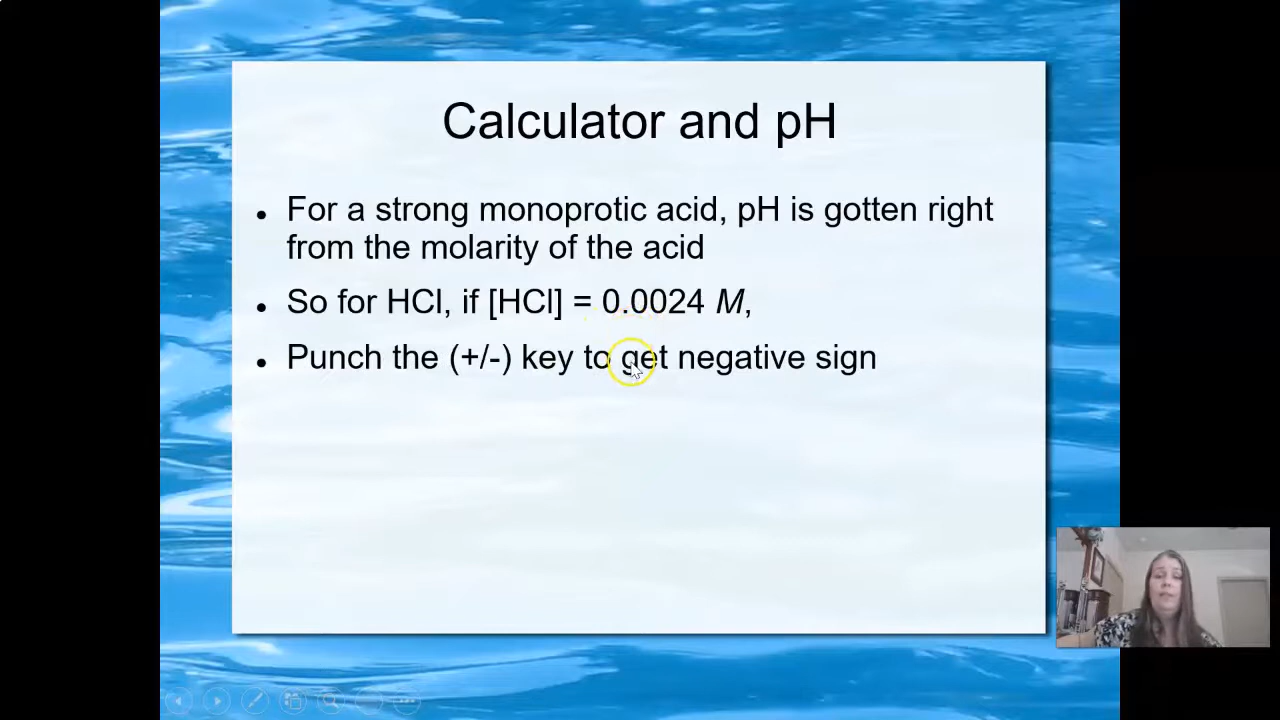 Calculator and pH
• For a strong monoprotic acid, pH is gotten right
from the molarity of the acid
• So for HCl, if [HCl] = 0.0024 M,
• Punch the (+/-) key to get negative sign